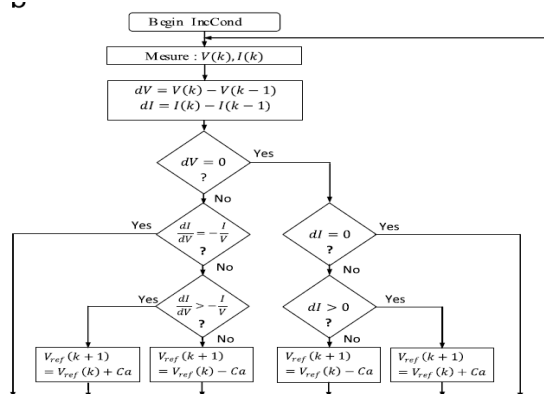 b
Begin IncCond
Mesure : V(k), I(k)
dV = V(k) − V(k − 1)
dI = I(k) − I(k − 1)
dV = 0
?
Yes
No
dI/dV = −I/V
?
Yes
No
dI = 0
?
Yes
No
dI/dV > −I/V
?
Yes
No
dI > 0
?
Yes
No
V_ref(k + 1)
= V_ref(k) + Ca
V_ref(k + 1)
= V_ref(k) − Ca
V_ref(k + 1)
= V_ref(k) − Ca
V_ref(k + 1)
= V_ref(k) + Ca